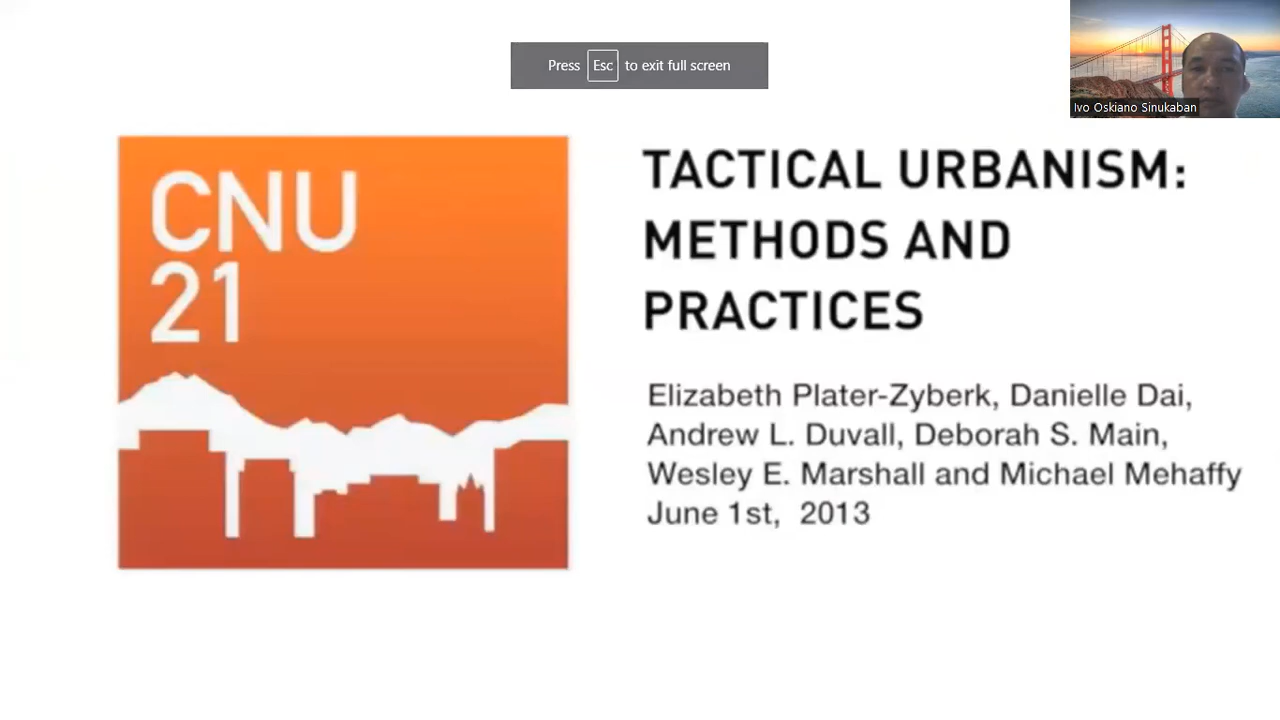 Press Esc to exit full screen
Ivo Oskiano Sinukaban
CNU
21
TACTICAL URBANISM:
METHODS AND
PRACTICES
Elizabeth Plater-Zyberk, Danielle Dai,
Andrew L. Duvall, Deborah S. Main,
Wesley E. Marshall and Michael Mehaffy
June 1st, 2013